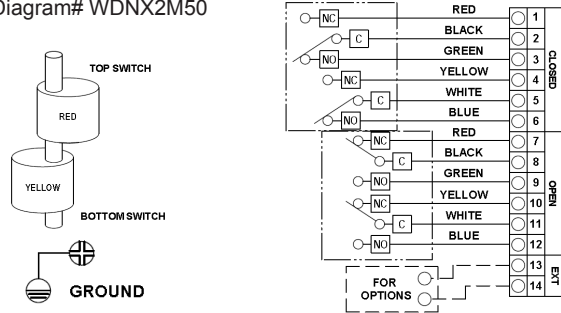 Diagram# WDNX2M50
TOP SWITCH
RED
YELLOW
BOTTOM SWITCH
GROUND
NC RED 1
C BLACK 2
NO GREEN 3
NC YELLOW 4
C WHITE 5
NO BLUE 6
CLOSED
NC RED 7
C BLACK 8
NO GREEN 9
NC YELLOW 10
C WHITE 11
NO BLUE 12
OPEN
FOR
OPTIONS
13
14
EXT